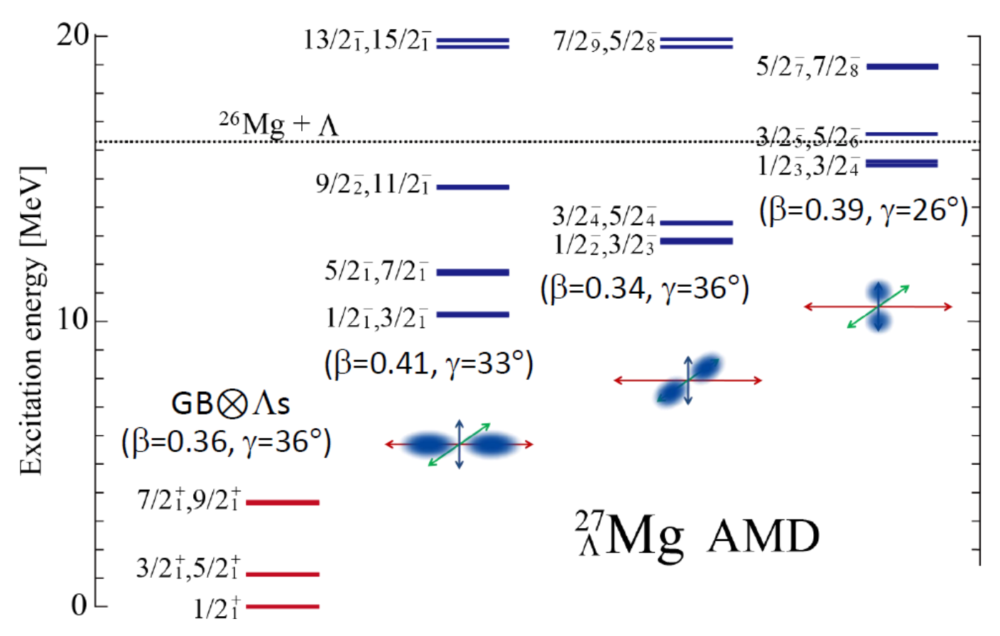 20
13/2₁⁻,15/2₁⁻
7/2₉⁻,5/2₈⁻
5/2₇⁻,7/2₈⁻
²⁶Mg + Λ
3/2₅⁻,5/2₆⁻
1/2₃⁻,3/2₄⁻
(β=0.39, γ=26°)
9/2₂⁻,11/2₁⁻
3/2₄⁻,5/2₄⁻
1/2₂⁻,3/2₃⁻
(β=0.34, γ=36°)
5/2₁⁻,7/2₁⁻
10
1/2₁⁻,3/2₁⁻
(β=0.41, γ=33°)
Excitation energy [MeV]
GB⊗Λs
(β=0.36, γ=36°)
7/2₁⁺,9/2₁⁺
3/2₁⁺,5/2₁⁺
0
1/2₁⁺
²⁷ΛMg AMD